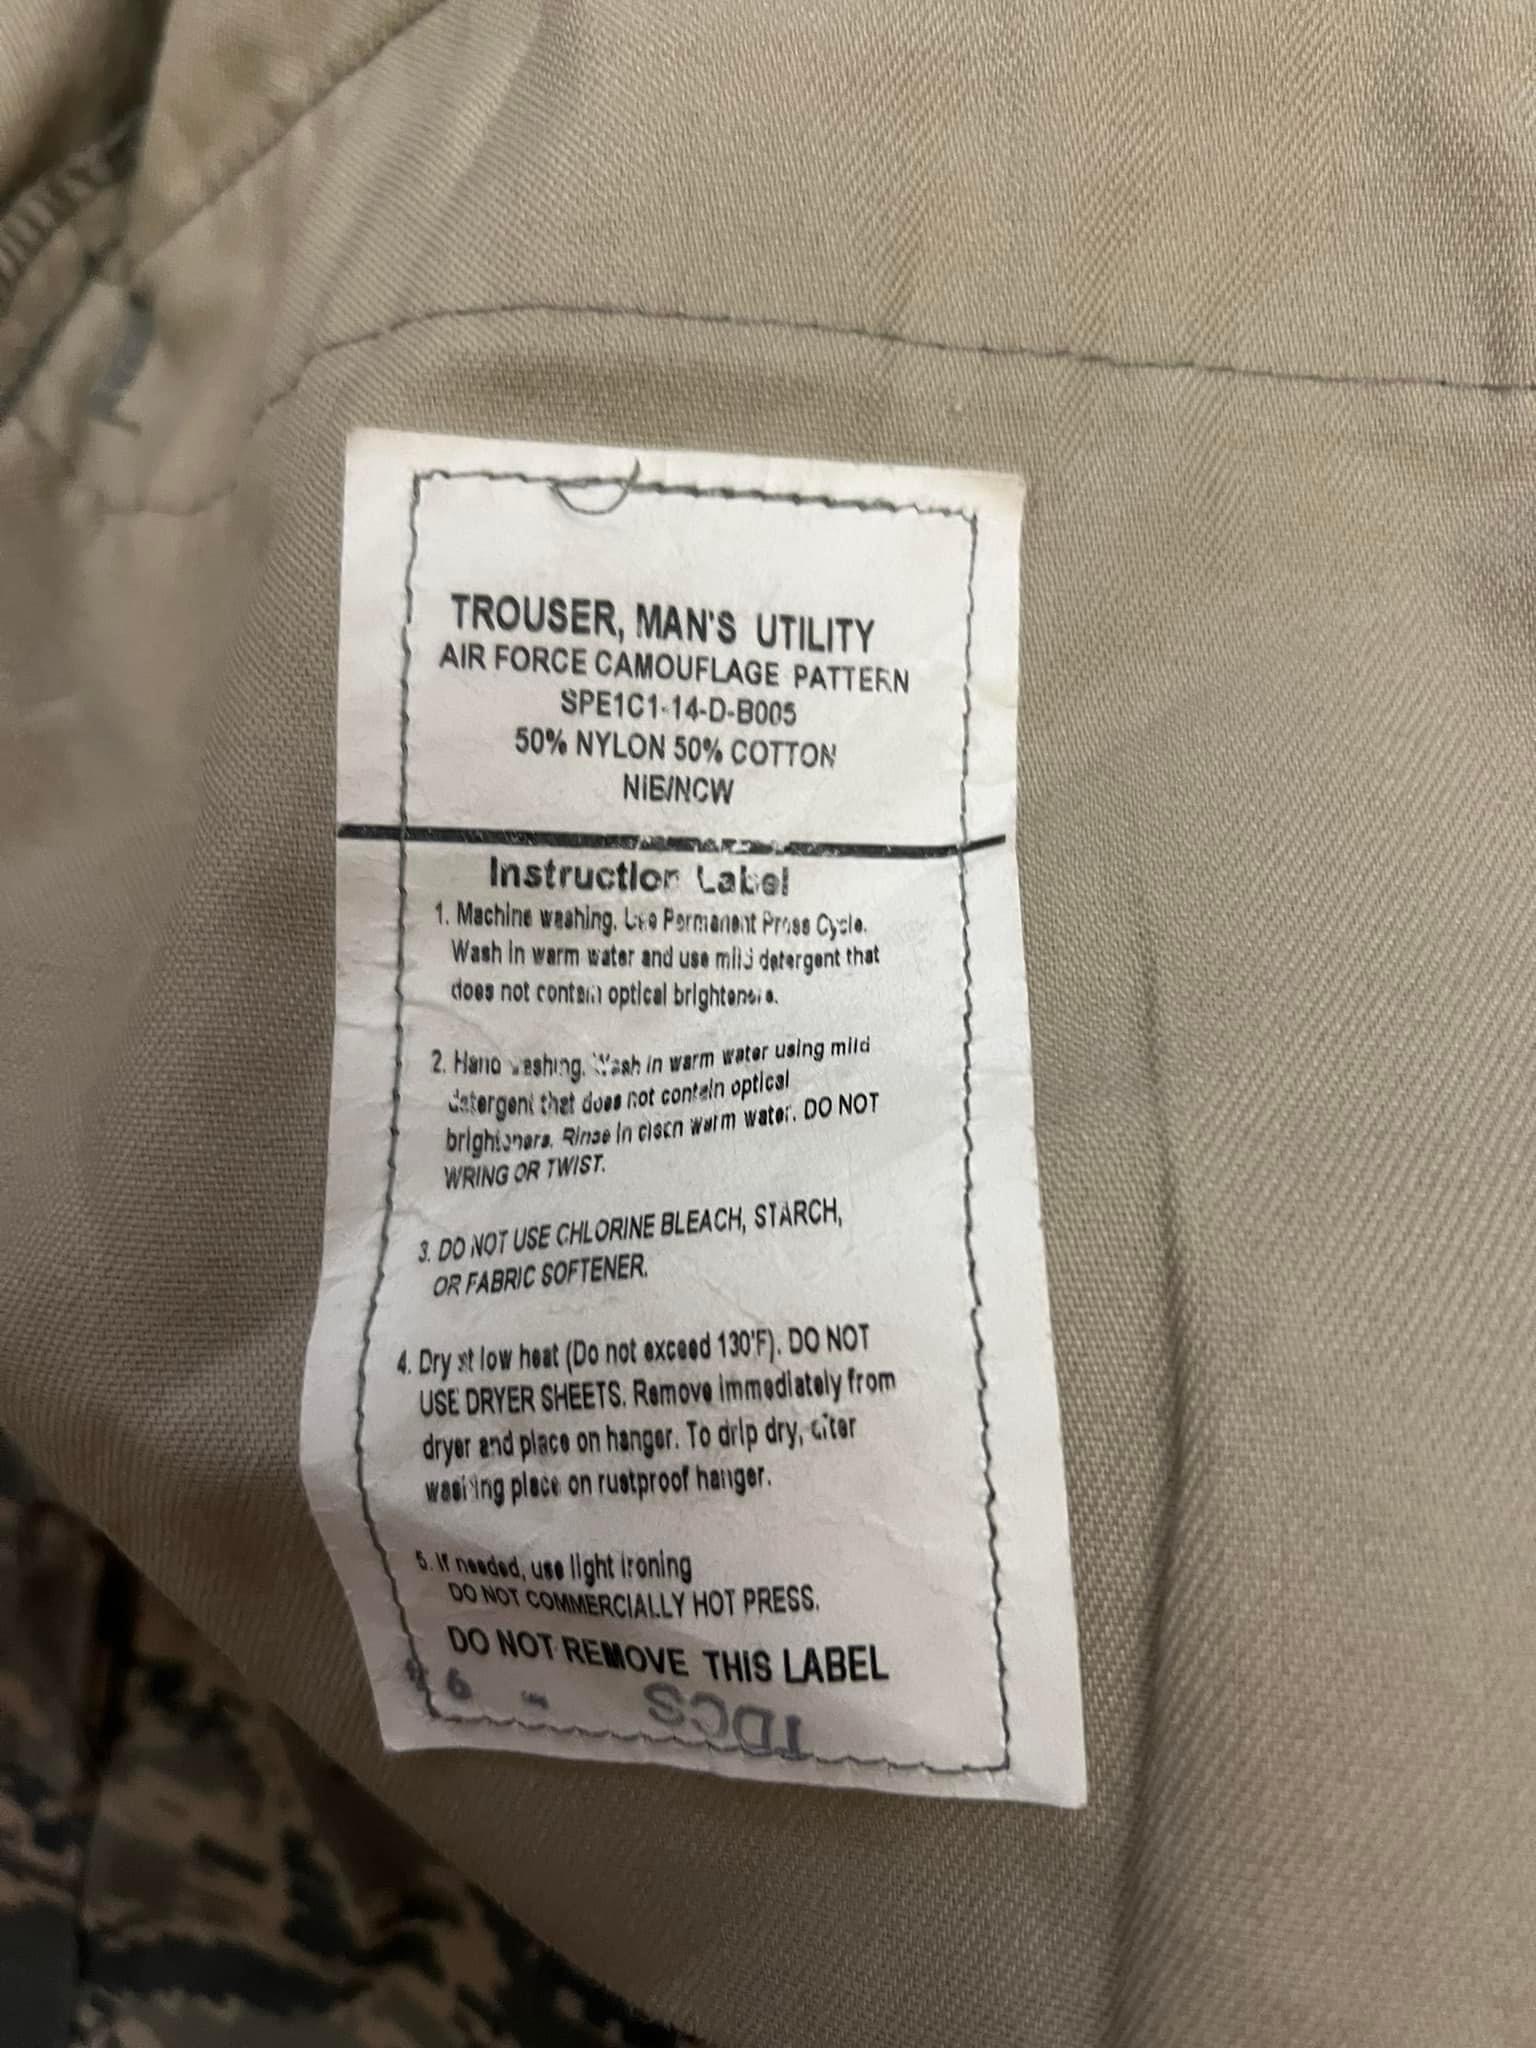 TROUSER, MAN'S UTILITY
AIR FORCE CAMOUFLAGE PATTERN
SPE1C1-14-D-B005
50% NYLON 50% COTTON
NIB/NCW
Instruction Label
1. Machine washing. Use Permanent Press Cycle.
Wash in warm water and use mild detergent that
does not contain optical brighteners.
2. Hand washing. Wash in warm water using mild
detergent that does not contain optical
brighteners. Rinse in clean warm water. DO NOT
WRING OR TWIST.
3. DO NOT USE CHLORINE BLEACH, STARCH,
OR FABRIC SOFTENER.
4. Dry at low heat (Do not exceed 130'F). DO NOT
USE DRYER SHEETS. Remove immediately from
dryer and place on hanger. To drip dry, after
washing place on rustproof hanger.
5. If needed, use light ironing
DO NOT COMMERCIALLY HOT PRESS.
DO NOT REMOVE THIS LABEL